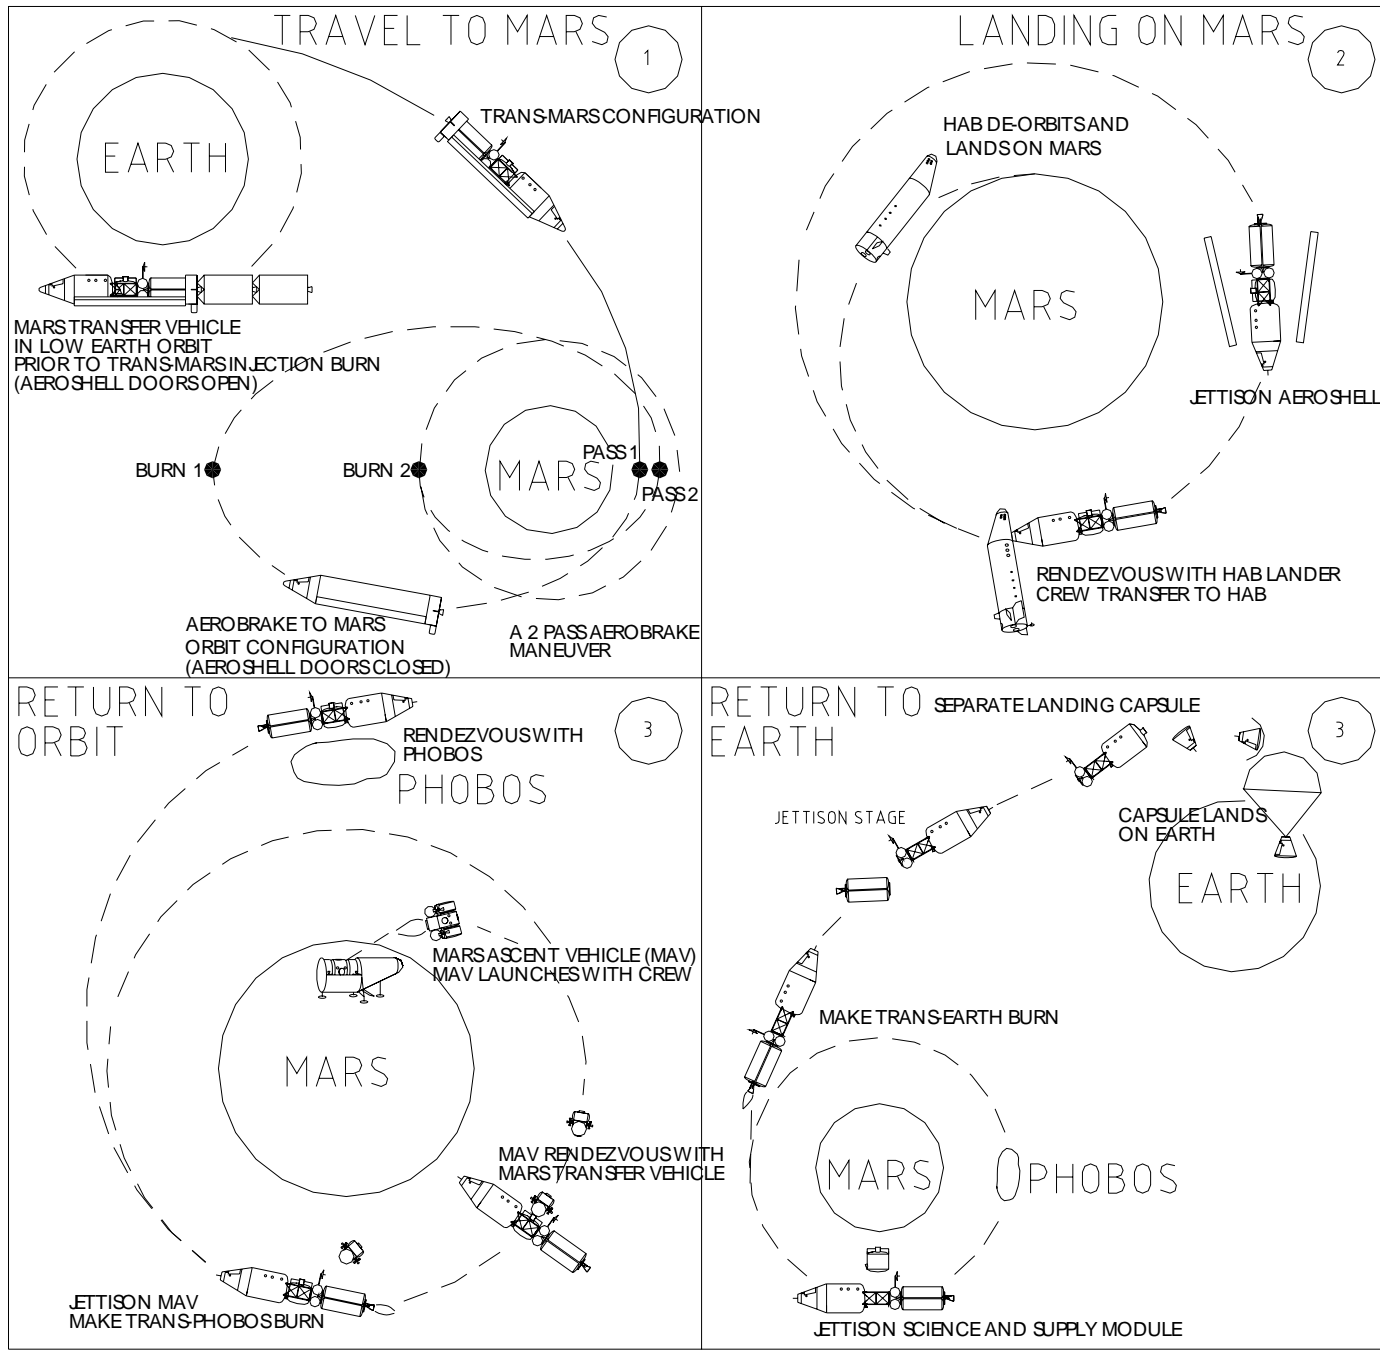 TRAVEL TO MARS
1
EARTH
TRANS-MARS CONFIGURATION
MARS TRANSFER VEHICLE
IN LOW EARTH ORBIT
PRIOR TO TRANS-MARS INJECTION BURN
(AEROSHELL DOORS OPEN)
BURN 1
BURN 2
MARS
PASS 1
PASS 2
AEROBRAKE TO MARS
ORBIT CONFIGURATION
(AEROSHELL DOORS CLOSED)
A 2 PASS AEROBRAKE
MANEUVER
LANDING ON MARS
2
HAB DE-ORBITS AND
LANDS ON MARS
MARS
JETTISON AEROSHELL
RENDEZVOUS WITH HAB LANDER
CREW TRANSFER TO HAB
RETURN TO
ORBIT
3
RENDEZVOUS WITH
PHOBOS
PHOBOS
MARS ASCENT VEHICLE (MAV)
MAV LAUNCHES WITH CREW
MARS
MAV RENDEZVOUS WITH
MARS TRANSFER VEHICLE
JETTISON MAV
MAKE TRANS-PHOBOS BURN
RETURN TO
EARTH
3
SEPARATE LANDING CAPSULE
JETTISON STAGE
CAPSULE LANDS
ON EARTH
EARTH
MAKE TRANS-EARTH BURN
MARS
PHOBOS
JETTISON SCIENCE AND SUPPLY MODULE